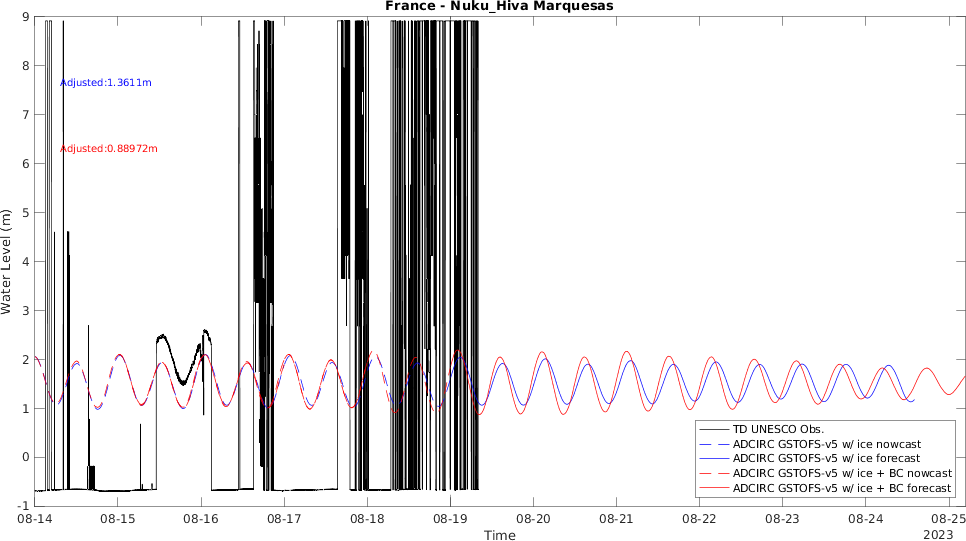 France - Nuku_Hiva Marquesas
9
8
7
6
5
4
3
2
1
0
-1
Water Level (m)
Adjusted:1.3611m
Adjusted:0.88972m
TD UNESCO Obs.
ADCIRC GSTOFS-v5 w/ ice nowcast
ADCIRC GSTOFS-v5 w/ ice forecast
ADCIRC GSTOFS-v5 w/ ice + BC nowcast
ADCIRC GSTOFS-v5 w/ ice + BC forecast
08-14 08-15 08-16 08-17 08-18 08-19 08-20 08-21 08-22 08-23 08-24 08-25
Time
2023